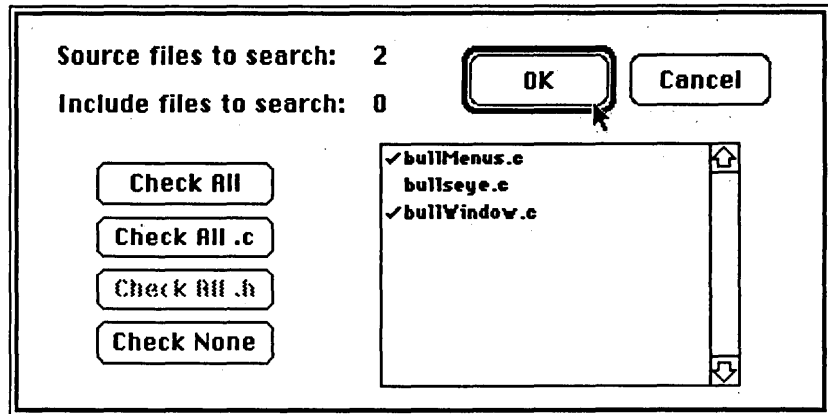 Source files to search: 2
OK
Cancel
Include files to search: 0
Check All
Check All .c
Check All .h
Check None
✓bullMenus.c
bullseye.c
✓bullWindow.c